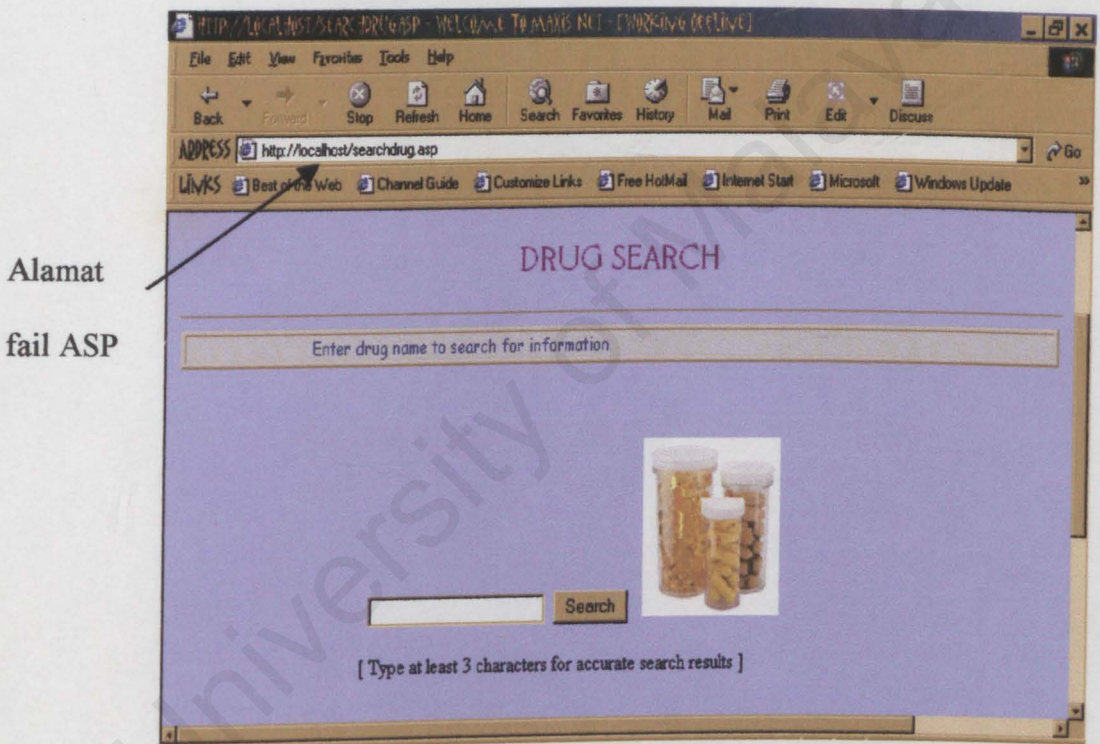 HTTP://LOCALHOST/SEARCHDRUG.ASP - WELCOME TO MAXIS NET - [WORKING OFFLINE]
File Edit View Favorites Tools Help
Back Forward Stop Refresh Home Search Favorites History Mail Print Edit Discuss
ADDRESS http://localhost/searchdrug.asp Go
LINKS Best of the Web Channel Guide Customize Links Free HotMail Internet Start Microsoft Windows Update
Alamat
fail ASP
DRUG SEARCH
Enter drug name to search for information
Search
[ Type at least 3 characters for accurate search results ]
University of Malaya